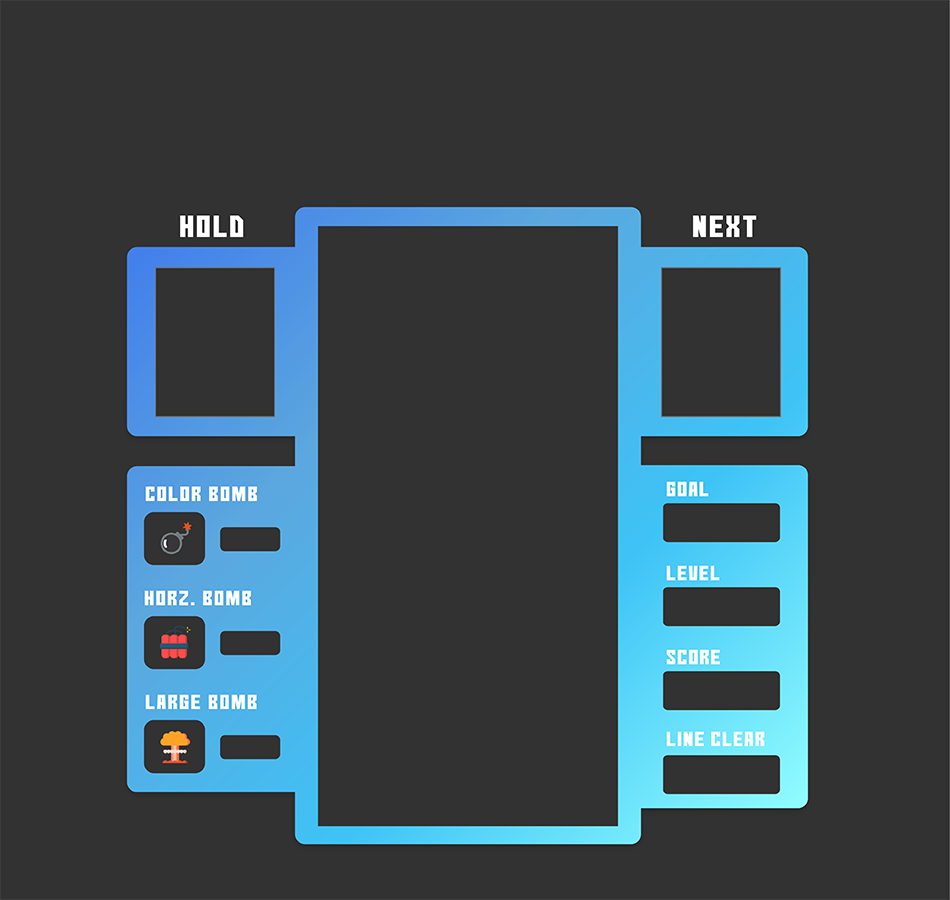 HOLD
NEXT
COLOR BOMB
HORZ. BOMB
LARGE BOMB
GOAL
LEVEL
SCORE
LINE CLEAR